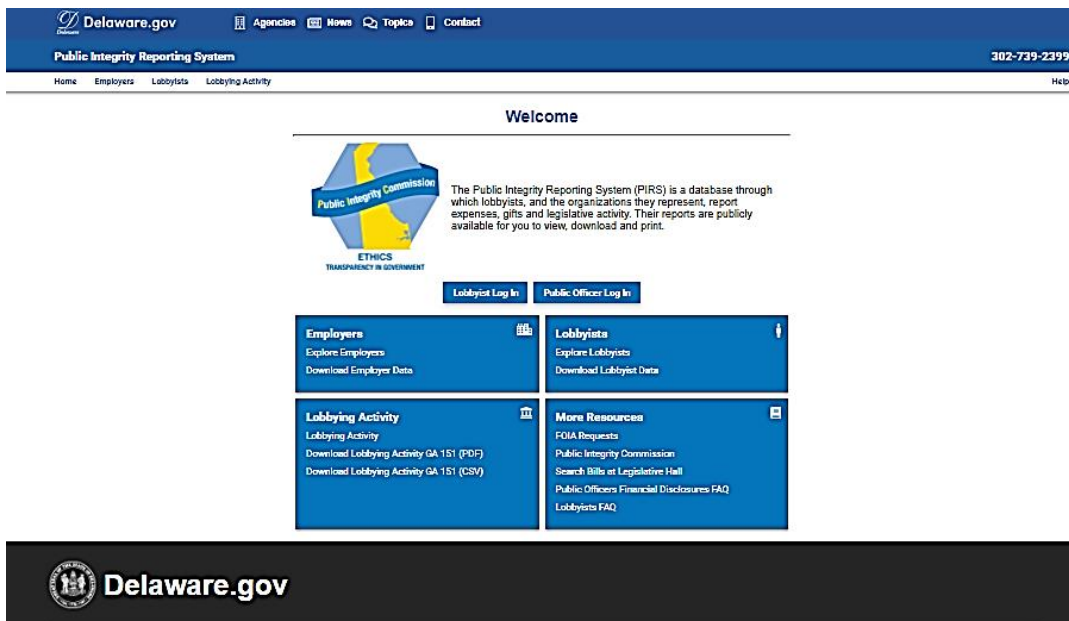 Delaware.gov
Agencies News Topics Contact
Public Integrity Reporting System 302-739-2399
Home Employers Lobbyists Lobbying Activity Help
Welcome
Public Integrity Commission
ETHICS
TRANSPARENCY IN GOVERNMENT
The Public Integrity Reporting System (PIRS) is a database through
which lobbyists, and the organizations they represent, report
expenses, gifts and legislative activity. Their reports are publicly
available for you to view, download and print.
Lobbyist Log In Public Officer Log In
Employers
Explore Employers
Download Employer Data
Lobbyists
Explore Lobbyists
Download Lobbyist Data
Lobbying Activity
Lobbying Activity
Download Lobbying Activity GA 151 (PDF)
Download Lobbying Activity GA 151 (CSV)
More Resources
FOIA Requests
Public Integrity Commission
Search Bills at Legislative Hall
Public Officers Financial Disclosures FAQ
Lobbyists FAQ
Delaware.gov